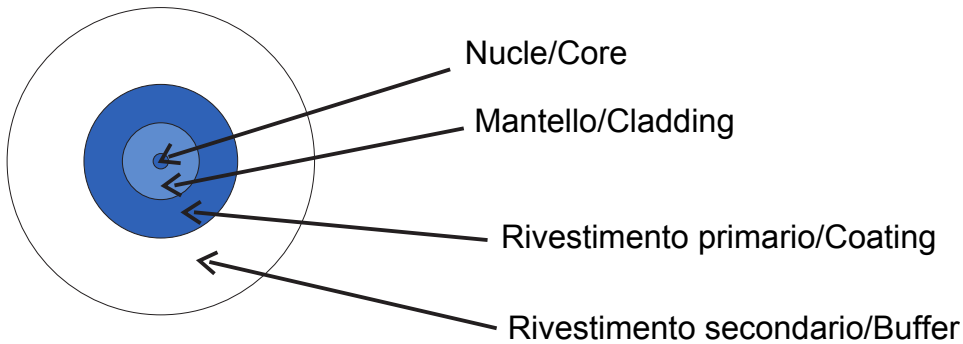 Nucle/Core
Mantello/Cladding
Rivestimento primario/Coating
Rivestimento secondario/Buffer